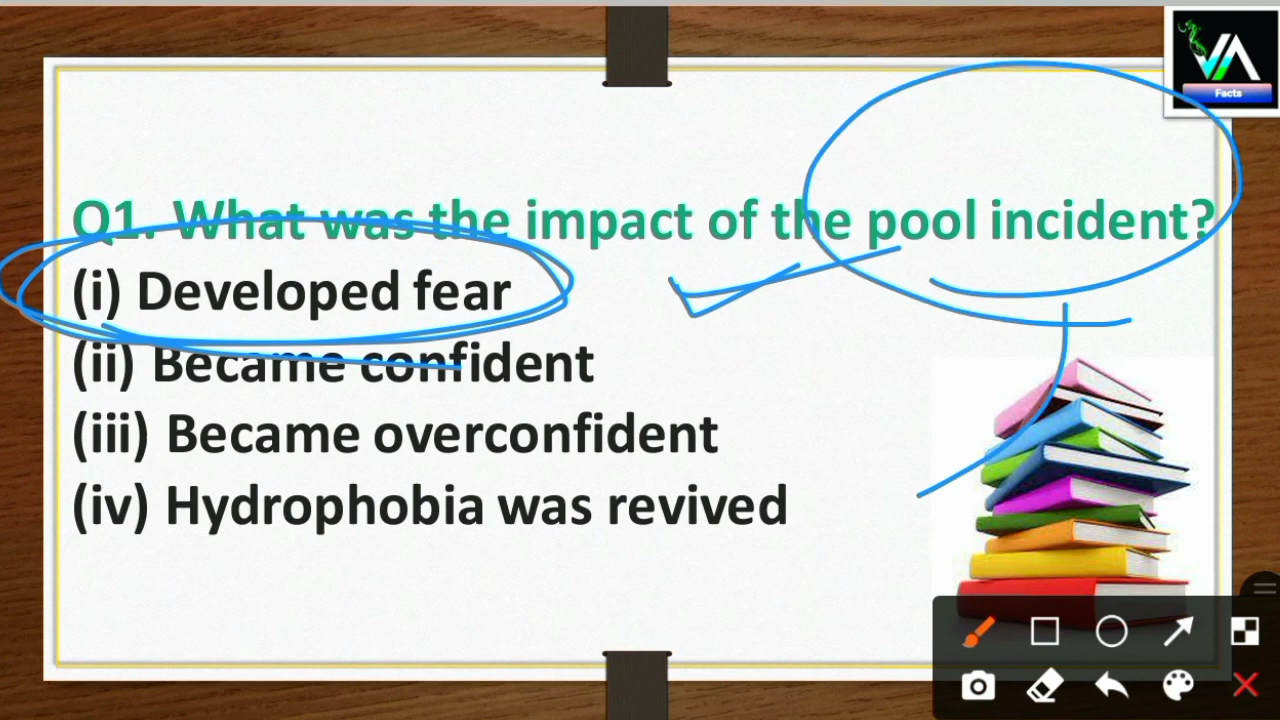 Facts
Q1. What was the impact of the pool incident?
(i) Developed fear
(ii) Became confident
(iii) Became overconfident
(iv) Hydrophobia was revived